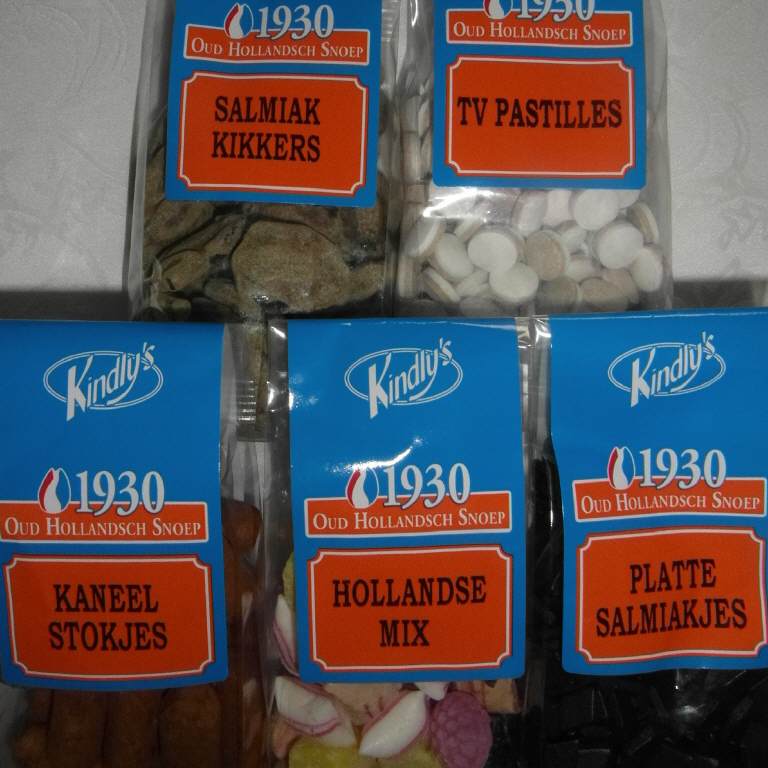 1930
OUD HOLLANDSCH SNOEP
SALMIAK
KIKKERS
1930
OUD HOLLANDSCH SNOEP
TV PASTILLES
Kindly's
1930
OUD HOLLANDSCH SNOEP
KANEEL
STOKJES
Kindly's
1930
OUD HOLLANDSCH SNOEP
HOLLANDSE
MIX
Kindly's
1930
OUD HOLLANDSCH SNOEP
PLATTE
SALMIAKJES